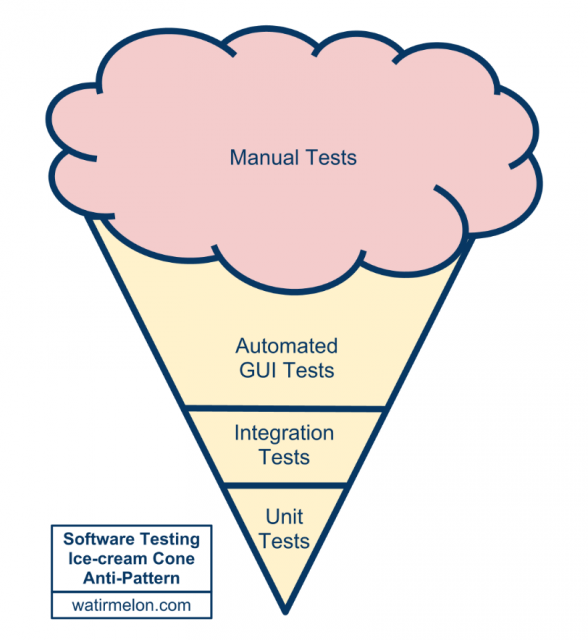 Manual Tests
Automated
GUI Tests
Integration
Tests
Unit
Tests
Software Testing
Ice-cream Cone
Anti-Pattern
watirmelon.com